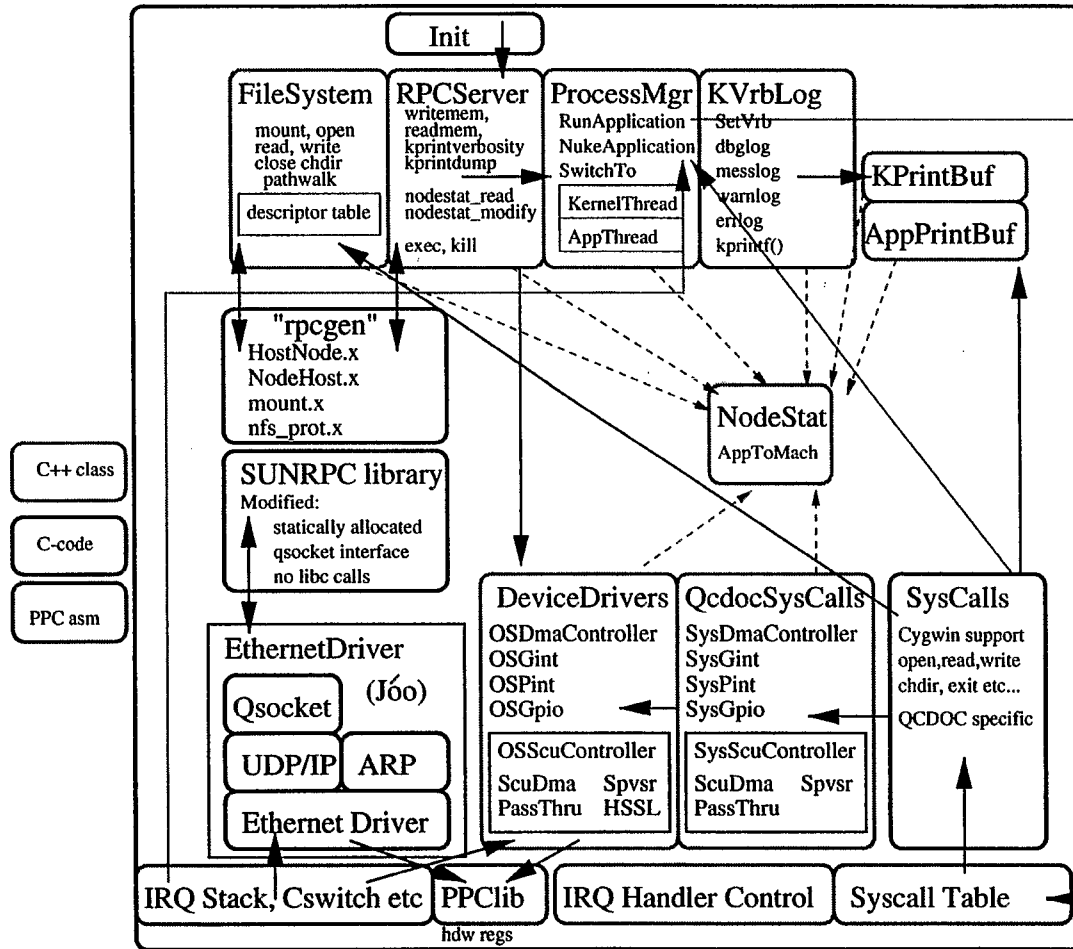 Init
FileSystem
mount, open
read, write
close chdir
pathwalk
descriptor table
RPCServer
writemem,
readmem,
kprintverbosity
kprintdump
nodestat_read
nodestat_modify
exec, kill
ProcessMgr
RunApplication
NukeApplication
SwitchTo
KernelThread
AppThread
KVrbLog
SetVrb
dbglog
messlog
warnlog
errlog
kprintf()
KPrintBuf
AppPrintBuf
"rpcgen"
HostNode.x
NodeHost.x
mount.x
nfs_prot.x
NodeStat
AppToMach
C++ class
C-code
PPC asm
SUNRPC library
Modified:
statically allocated
qsocket interface
no libc calls
EthernetDriver
(Jóo)
Qsocket
UDP/IP
ARP
Ethernet Driver
DeviceDrivers
OSDmaController
OSGint
OSPint
OSGpio
OSScuController
ScuDma Spvsr
PassThru HSSL
QcdocSysCalls
SysDmaController
SysGint
SysPint
SysGpio
SysScuController
ScuDma Spvsr
PassThru
SysCalls
Cygwin support
open,read,write
chdir, exit etc...
QCDOC specific
IRQ Stack, Cswitch etc
PPClib
hdw regs
IRQ Handler Control
Syscall Table